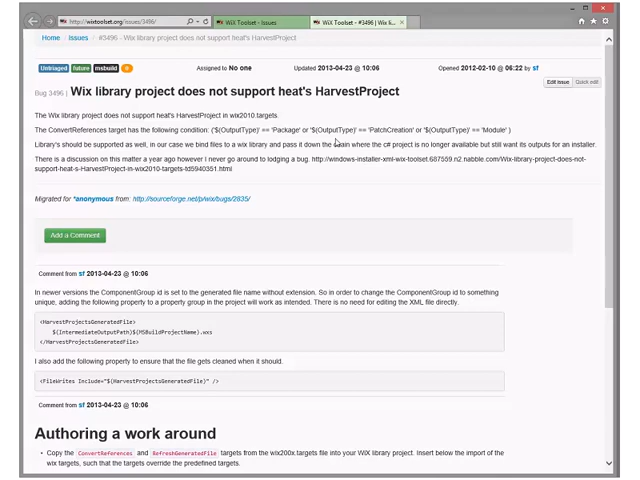 http://wixtoolset.org/issues/3496/
WiX Toolset - Issues
WiX Toolset - #3496 | Wix li...
Home / Issues / #3496 - Wix library project does not support heat's HarvestProject
Untriaged future msbuild 0
Assigned to No one
Updated 2013-04-23 @ 10:06
Opened 2012-02-10 @ 06:22 by sf
Edit issue Quick edit
Bug 3496 | Wix library project does not support heat's HarvestProject
The Wix library project does not support heat's HarvestProject in wix2010.targets
The ConvertReferences target has the following condition: ('$(OutputType)' == 'Package' or '$(OutputType)' == 'PatchCreation' or '$(OutputType)' == 'Module' )
Library's should be supported as well, in our case we bind files to a wix library and pass it down the chain where the c# project is no longer available but still want its outputs for an installer.
There is a discussion on this matter a year ago however I never go around to lodging a bug. http://windows-installer-xml-wix-toolset.687559.n2.nabble.com/Wix-library-project-does-not-
support-heat-s-HarvestProject-in-wix2010-targets-td5940351.html
Migrated for *anonymous from: http://sourceforge.net/p/wix/bugs/2835/
Add a Comment
Comment from sf 2013-04-23 @ 10:06
In newer versions the ComponentGroup id is set to the generated file name without extension. So in order to change the ComponentGroup id to something
unique, adding the following property to a property group in the project will work as intended. There is no need for editing the XML file directly.
<HarvestProjectsGeneratedFile>
$(IntermediateOutputPath)$(MSBuildProjectName).wxs
</HarvestProjectsGeneratedFile>
I also add the following property to ensure that the file gets cleaned when it should.
<FileWrites Include="$(HarvestProjectsGeneratedFile)" />
Comment from sf 2013-04-23 @ 10:06
Authoring a work around
• Copy the ConvertReferences and RefreshGeneratedFile targets from the wix200x.targets file into your WiX library project. Insert below the import of the
wix targets, such that the targets override the predefined targets.